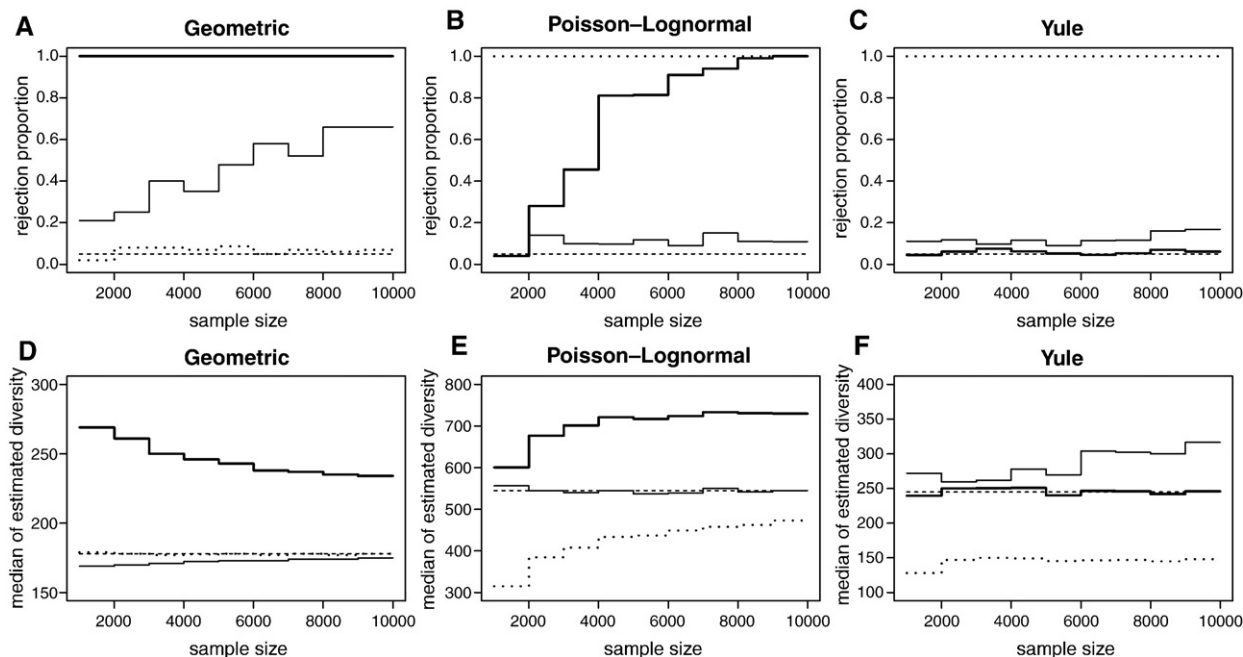 A
Geometric
rejection proportion
1.0
0.8
0.6
0.4
0.2
0.0
2000 4000 6000 8000 10000
sample size
B
Poisson–Lognormal
rejection proportion
1.0
0.8
0.6
0.4
0.2
0.0
2000 4000 6000 8000 10000
sample size
C
Yule
rejection proportion
1.0
0.8
0.6
0.4
0.2
0.0
2000 4000 6000 8000 10000
sample size
D
Geometric
median of estimated diversity
300
250
200
150
2000 4000 6000 8000 10000
sample size
E
Poisson–Lognormal
median of estimated diversity
800
700
600
500
400
300
2000 4000 6000 8000 10000
sample size
F
Yule
median of estimated diversity
400
350
300
250
200
150
100
2000 4000 6000 8000 10000
sample size